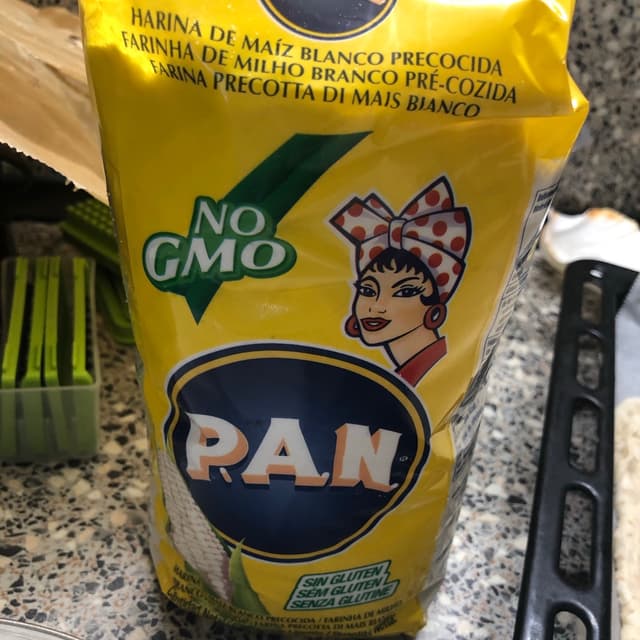 HARINA DE MAÍZ BLANCO PRECOCIDA
FARINHA DE MILHO BRANCO PRÉ-COZIDA
FARINA PRECOTTA DI MAIS BIANCO
NO
GMO
P.A.N.
SIN GLUTEN
SEM GLUTEN
SENZA GLUTINE